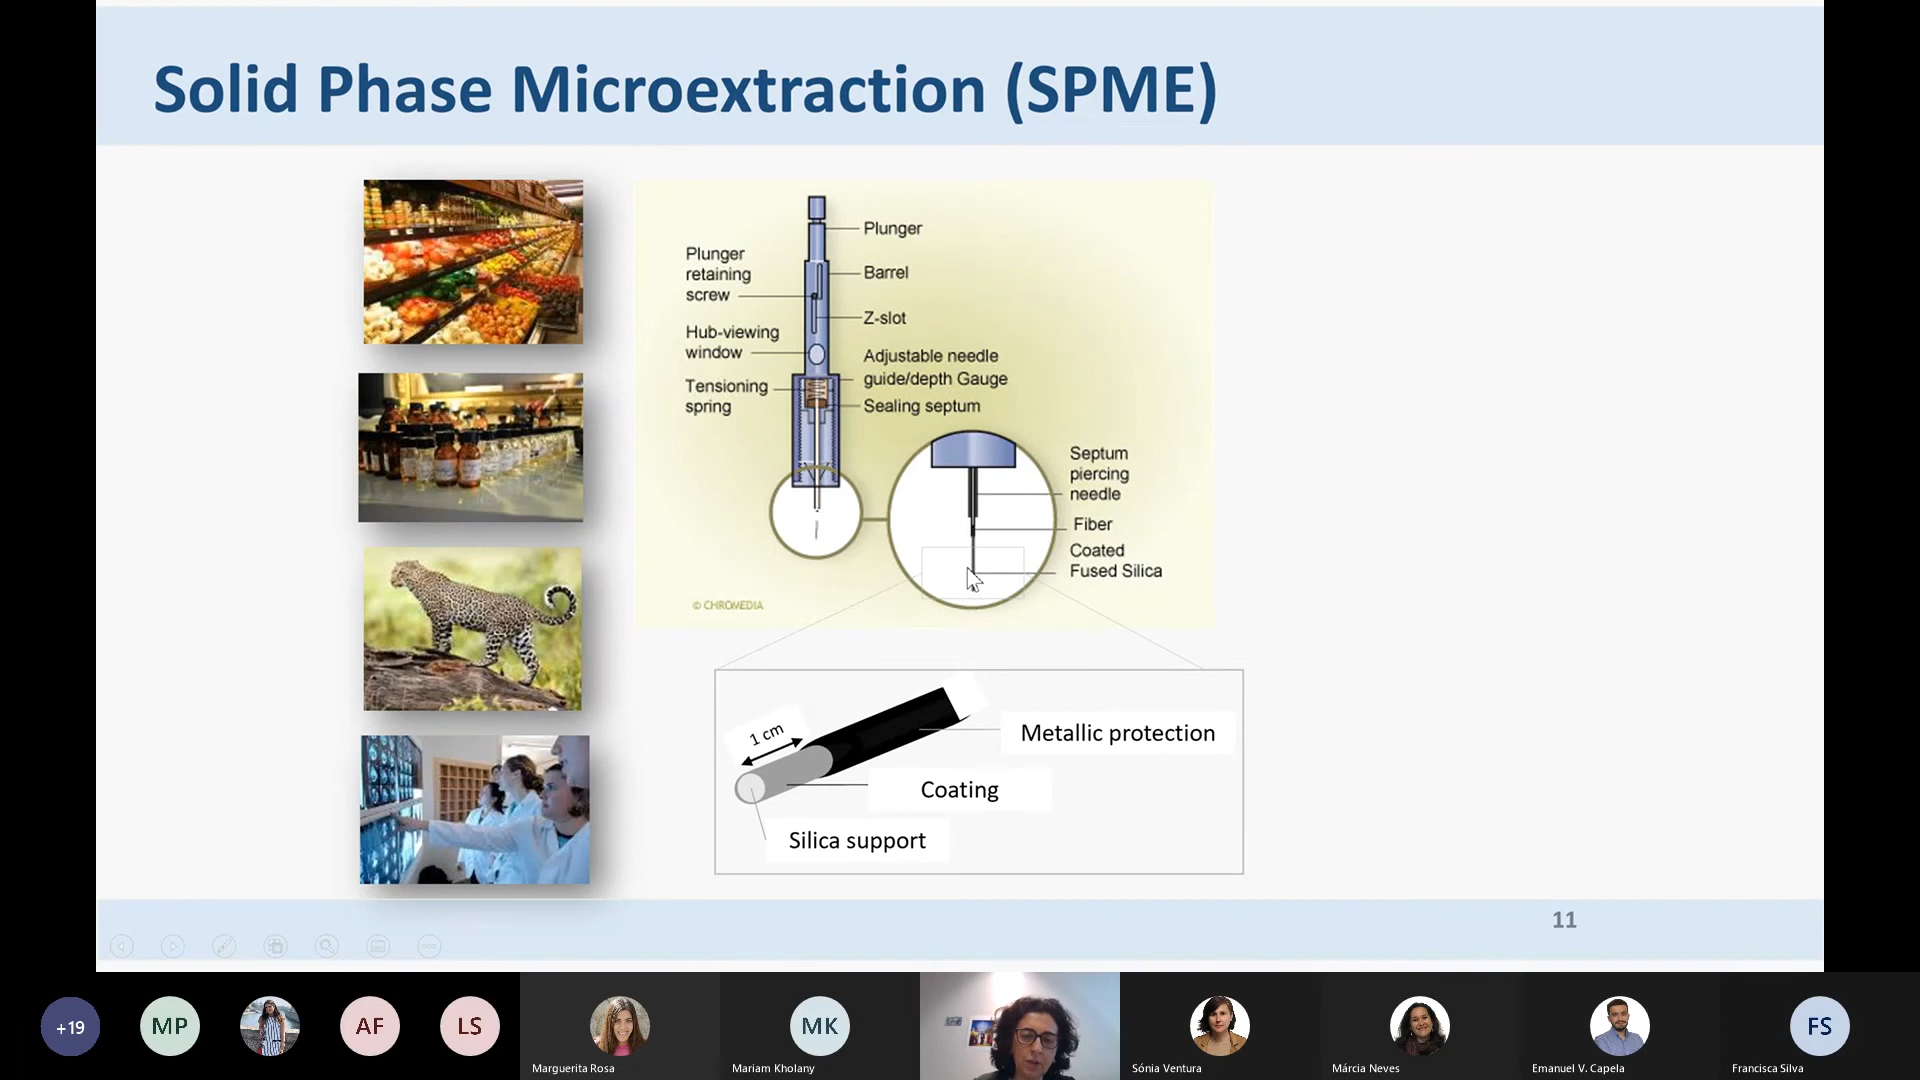 Solid Phase Microextraction (SPME)
Plunger
Plunger
retaining
screw
Barrel
Z-slot
Hub-viewing
window
Adjustable needle
guide/depth Gauge
Tensioning
spring
Sealing septum
Septum
piercing
needle
Fiber
Coated
Fused Silica
© CHROMEDIA
1 cm
Metallic protection
Coating
Silica support
11
+19
MP
AF
LS
Marguerita Rosa
MK
Mariam Kholany
Sónia Ventura
Márcia Neves
Emanuel V. Capela
FS
Francisca Silva